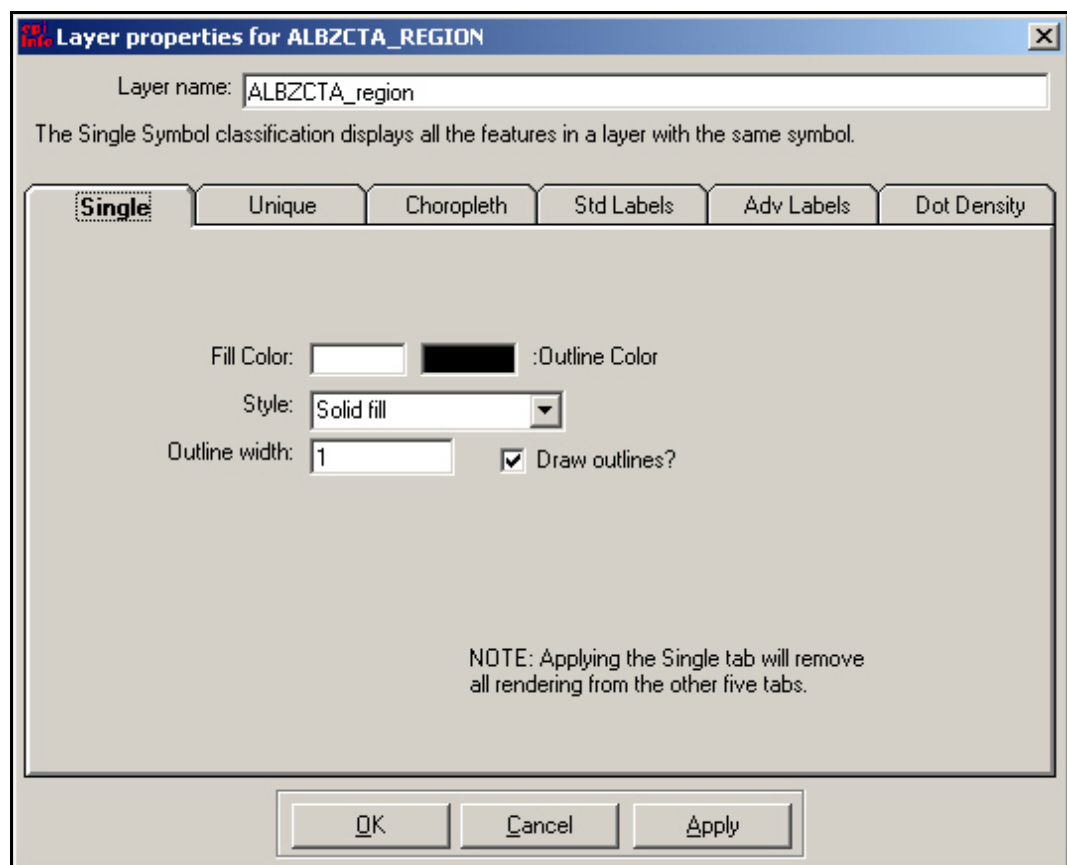 epi info Layer properties for ALBZCTA_REGION
Layer name: ALBZCTA_region
The Single Symbol classification displays all the features in a layer with the same symbol.
Single Unique Choropleth Std Labels Adv Labels Dot Density
Fill Color: :Outline Color
Style: Solid fill
Outline width: 1 Draw outlines?
NOTE: Applying the Single tab will remove
all rendering from the other five tabs.
OK Cancel Apply